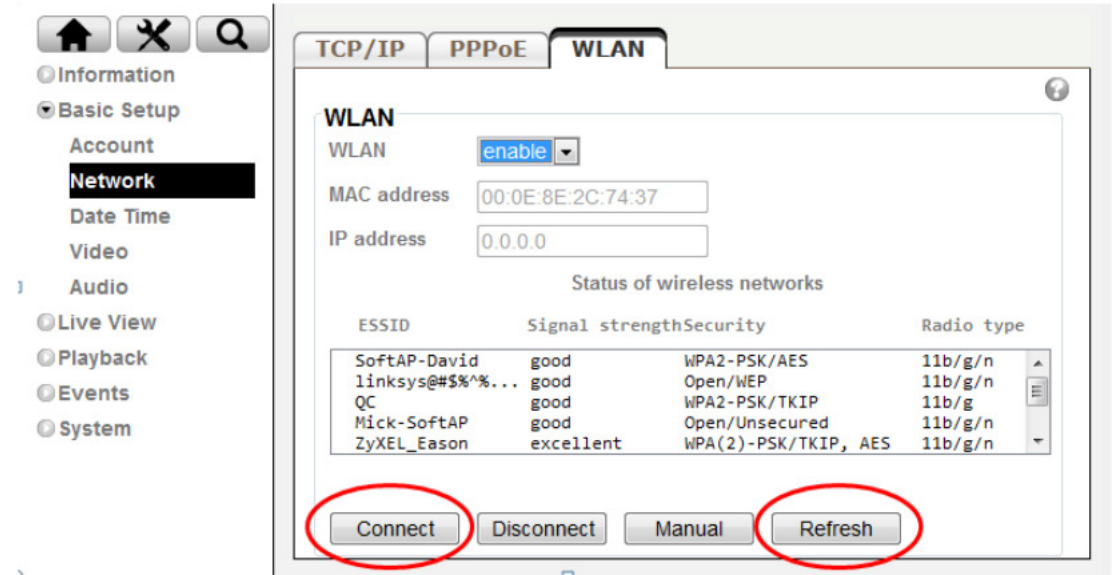 TCP/IP PPPoE WLAN
Information
Basic Setup
Account
Network
Date Time
Video
Audio
Live View
Playback
Events
System
?
WLAN
WLAN enable
MAC address 00:0E:8E:2C:74:37
IP address 0.0.0.0
Status of wireless networks
ESSID Signal strengthSecurity Radio type
SoftAP-David good WPA2-PSK/AES 11b/g/n
linksys@#$%^%... good Open/WEP 11b/g/n
QC good WPA2-PSK/TKIP 11b/g
Mick-SoftAP good Open/Unsecured 11b/g/n
ZyXEL_Eason excellent WPA(2)-PSK/TKIP, AES 11b/g/n
Connect Disconnect Manual Refresh